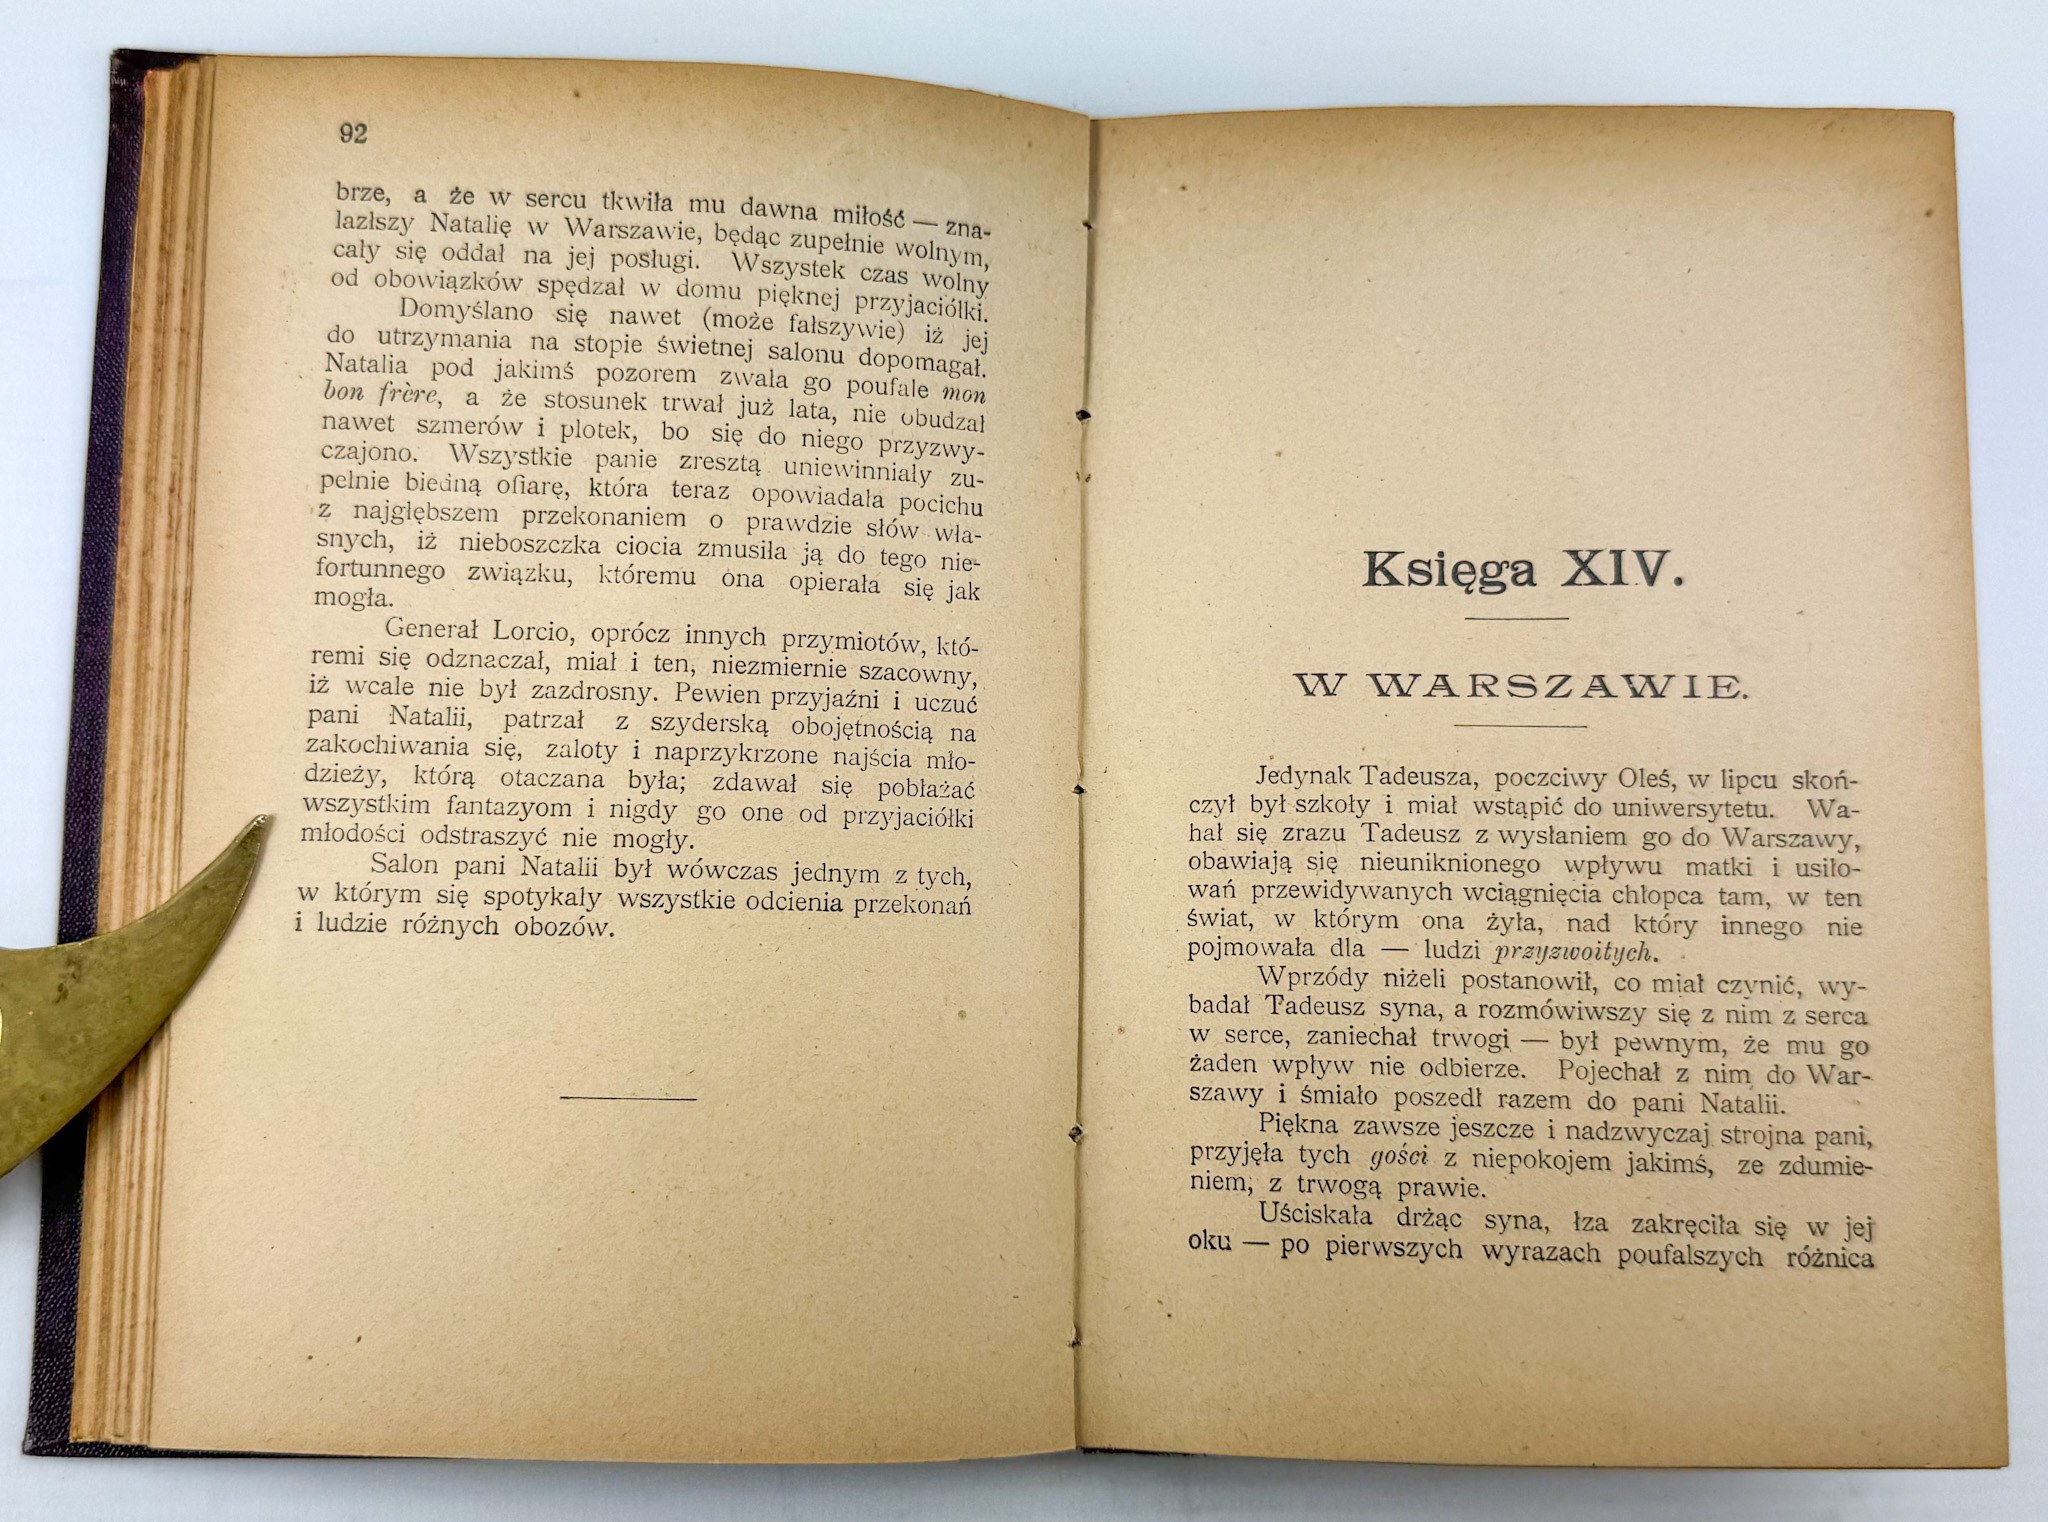 92
brze, a że w sercu tkwiła mu dawna miłość — zna-
lazłszy Natalię w Warszawie, będąc zupełnie wolnym,
cały się oddał na jej posługi. Wszystek czas wolny
od obowiązków spędzał w domu pięknej przyjaciółki.
Domyślano się nawet (może fałszywie) iż jej
do utrzymania na stopie świetnej salonu dopomagał.
Natalia pod jakimś pozorem zwała go poufale mon
bon frère, a że stosunek trwał już lata, nie obudzał
nawet szmerów i plotek, bo się do niego przyzwy-
czajono. Wszystkie panie zresztą uniewinniały zu-
pełnie biedną ofiarę, która teraz opowiadała pocichu
z najgłębszem przekonaniem o prawdzie słów wła-
snych, iż nieboszczka ciocia zmusiła ją do tego nie-
fortunnego związku, któremu ona opierała się jak
mogła.
Generał Lorcio, oprócz innych przymiotów, któ-
remi się odznaczał, miał i ten, niezmiernie szacowny,
iż wcale nie był zazdrosny. Pewien przyjaźni i uczuć
pani Natalii, patrzał z szyderską obojętnością na
zakochiwania się, zaloty i naprzykrzone najścia mło-
dzieży, którą otaczana była; zdawał się pobłażać
wszystkim fantazyom i nigdy go one od przyjaciółki
młodości odstraszyć nie mogły.
Salon pani Natalii był wówczas jednym z tych,
w którym się spotykały wszystkie odcienia przekonań
i ludzie różnych obozów.
Księga XIV.
W WARSZAWIE.
Jedynak Tadeusza, poczciwy Oleś, w lipcu skoń-
czył był szkoły i miał wstąpić do uniwersytetu. Wa-
hał się zrazu Tadeusz z wysłaniem go do Warszawy,
obawiają się nieuniknionego wpływu matki i usiło-
wań przewidywanych wciągnięcia chłopca tam, w ten
świat, w którym ona żyła, nad który innego nie
pojmowała dla — ludzi przyzwoitych.
Wprzódy niżeli postanowił, co miał czynić, wy-
badał Tadeusz syna, a rozmówiwszy się z nim z serca
w serce, zaniechał trwogi — był pewnym, że mu go
żaden wpływ nie odbierze. Pojechał z nim do War-
szawy i śmiało poszedł razem do pani Natalii.
Piękna zawsze jeszcze i nadzwyczaj strojna pani,
przyjęła tych gości z niepokojem jakimś, ze zdumie-
niem, z trwogą prawie.
Uściskała drżąc syna, łza zakręciła się w jej
oku — po pierwszych wyrazach poufalszych różnica